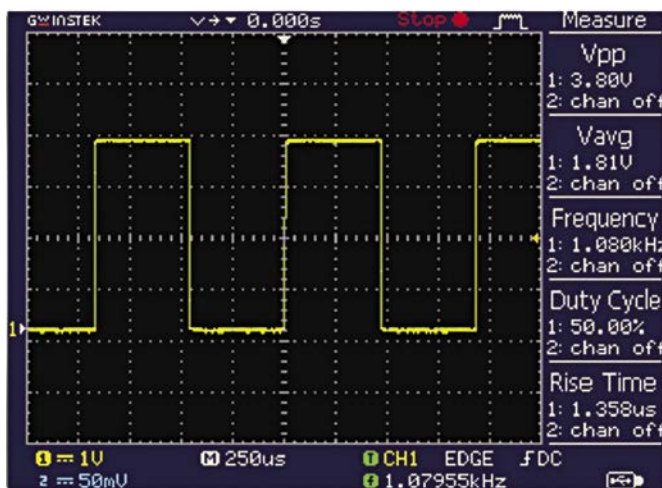 GWINSTEK 0.000s Stop Measure
Vpp
1: 3.80V
2: chan off
Vavg
1: 1.81V
2: chan off
Frequency
1: 1.080kHz
2: chan off
Duty Cycle
1: 50.00%
2: chan off
Rise Time
1: 1.358us
2: chan off
1
1 1V M 250us T CH1 EDGE DC
2 50mV f 1.07955kHz